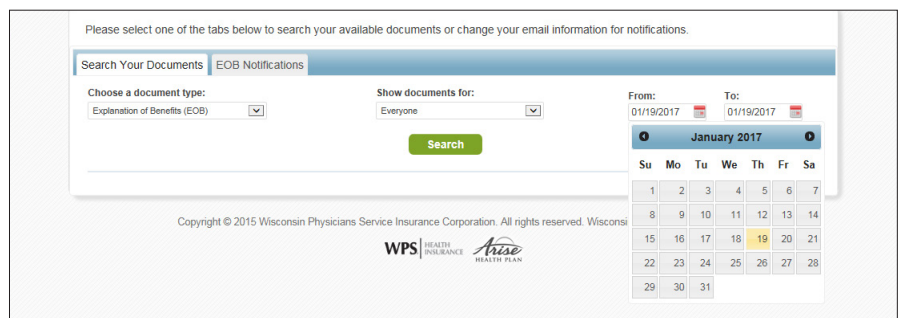 Please select one of the tabs below to search your available documents or change your email information for notifications.
Search Your Documents EOB Notifications
Choose a document type: Show documents for: From: To:
Explanation of Benefits (EOB) Everyone 01/19/2017 01/19/2017
Search
January 2017
Su Mo Tu We Th Fr Sa
1 2 3 4 5 6 7
8 9 10 11 12 13 14
15 16 17 18 19 20 21
22 23 24 25 26 27 28
29 30 31
Copyright © 2015 Wisconsin Physicians Service Insurance Corporation. All rights reserved. Wisconsi
WPS HEALTH INSURANCE Arise HEALTH PLAN